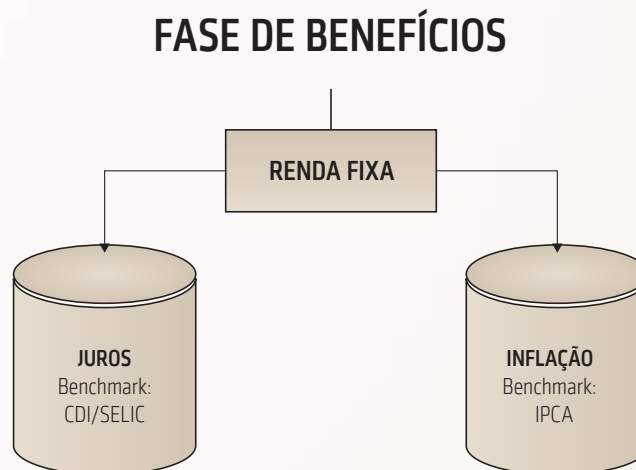 FASE DE BENEFÍCIOS
RENDA FIXA
JUROS
Benchmark:
CDI/SELIC
INFLAÇÃO
Benchmark:
IPCA